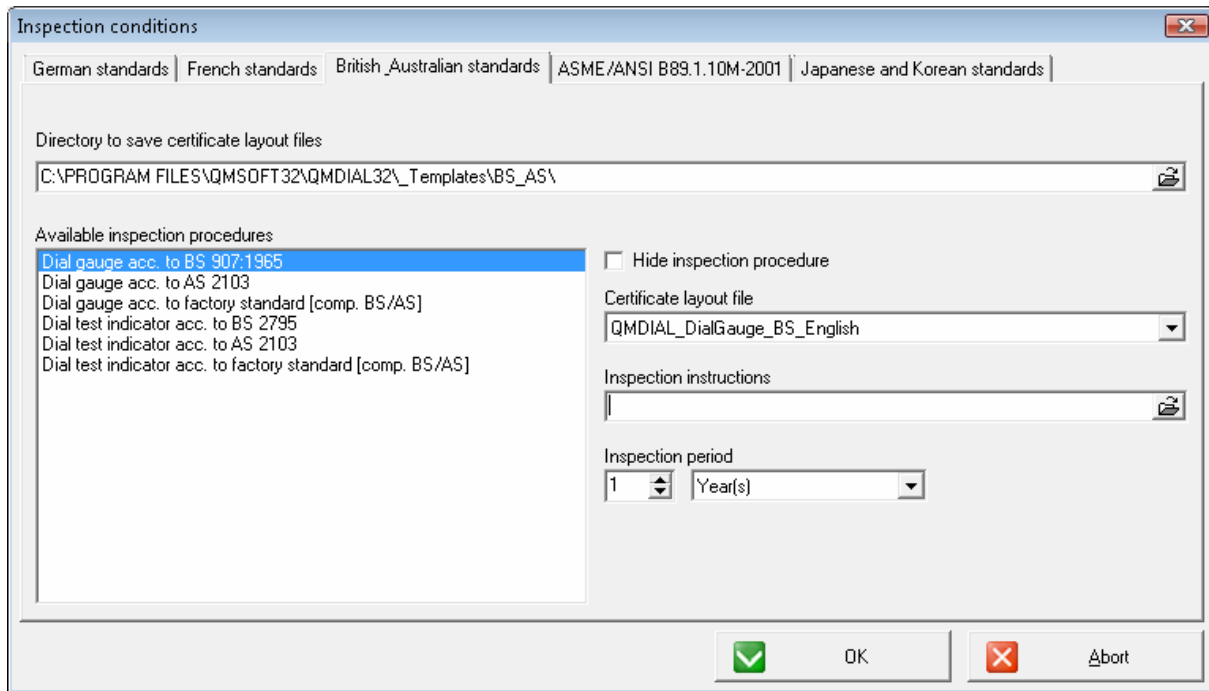 Inspection conditions
German standards
French standards
British _Australian standards
ASME/ANSI B89.1.10M-2001
Japanese and Korean standards
Directory to save certificate layout files
C:\PROGRAM FILES\QMSOFT32\QMDIAL32\_Templates\BS_AS\
Available inspection procedures
Dial gauge acc. to BS 907:1965
Dial gauge acc. to AS 2103
Dial gauge acc. to factory standard [comp. BS/AS]
Dial test indicator acc. to BS 2795
Dial test indicator acc. to AS 2103
Dial test indicator acc. to factory standard [comp. BS/AS]
Hide inspection procedure
Certificate layout file
QMDIAL_DialGauge_BS_English
Inspection instructions
Inspection period
1
Year(s)
OK
Abort